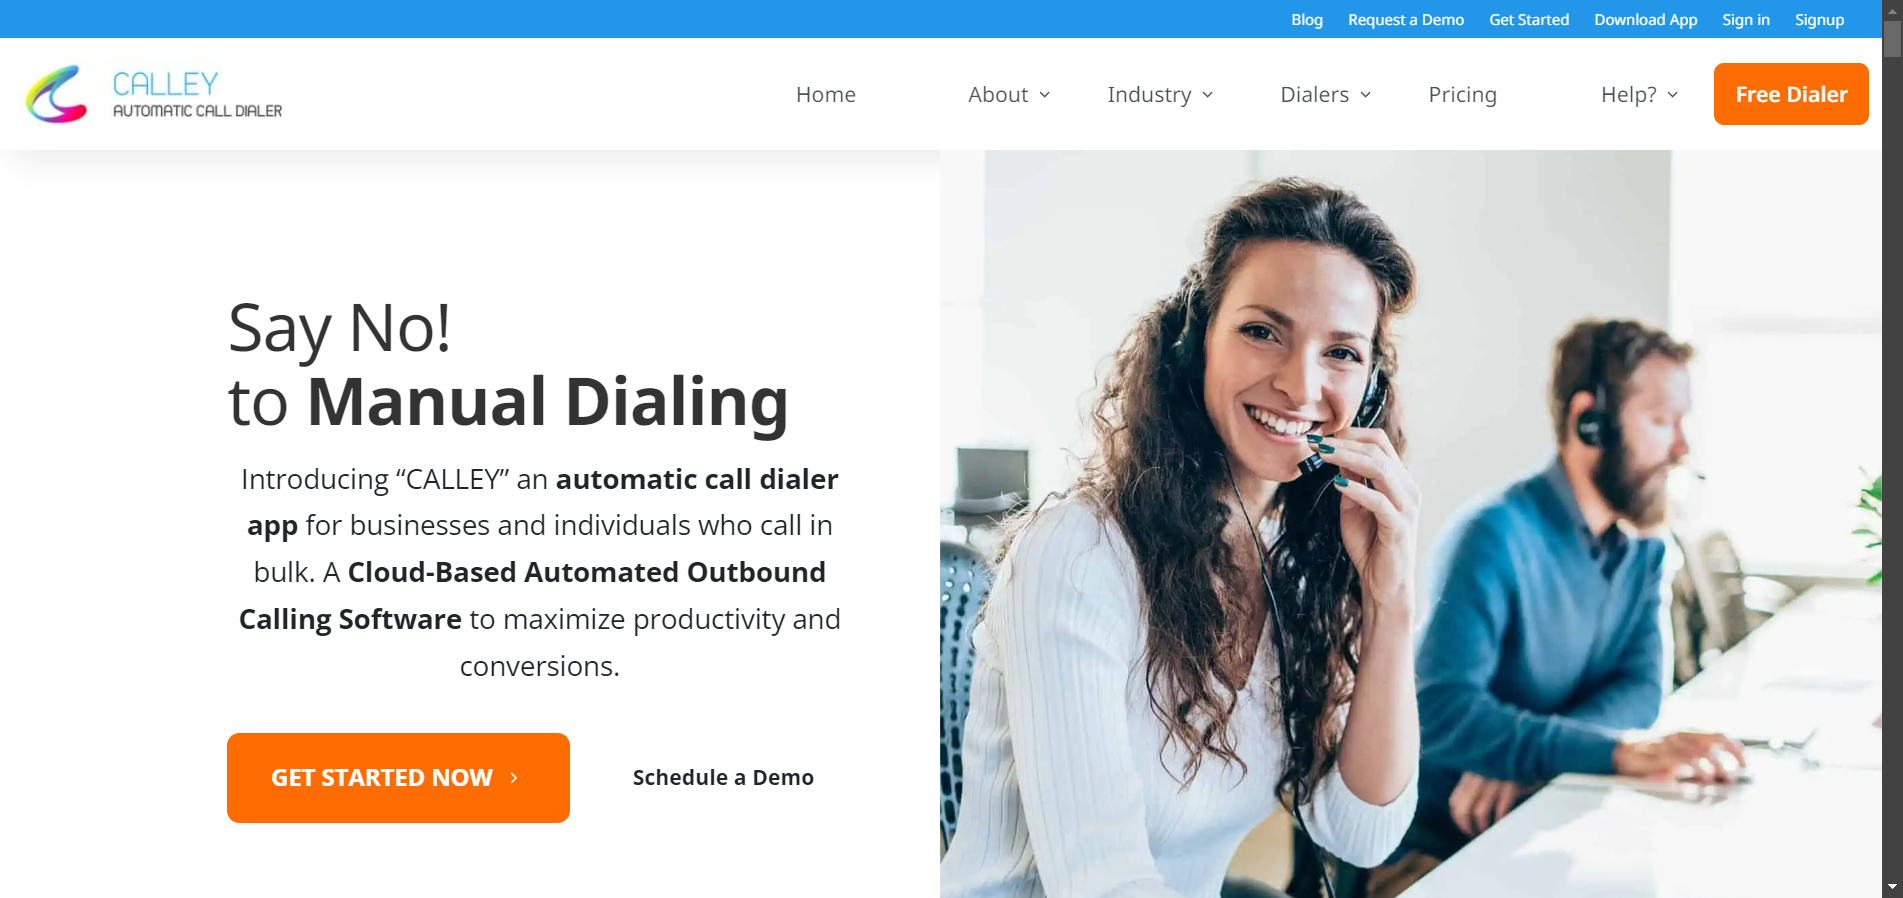 Blog Request a Demo Get Started Download App Sign in Signup
CALLEY
AUTOMATIC CALL DIALER
Home About Industry Dialers Pricing Help? Free Dialer
Say No!
to Manual Dialing
Introducing “CALLEY” an automatic call dialer
app for businesses and individuals who call in
bulk. A Cloud-Based Automated Outbound
Calling Software to maximize productivity and
conversions.
GET STARTED NOW
Schedule a Demo